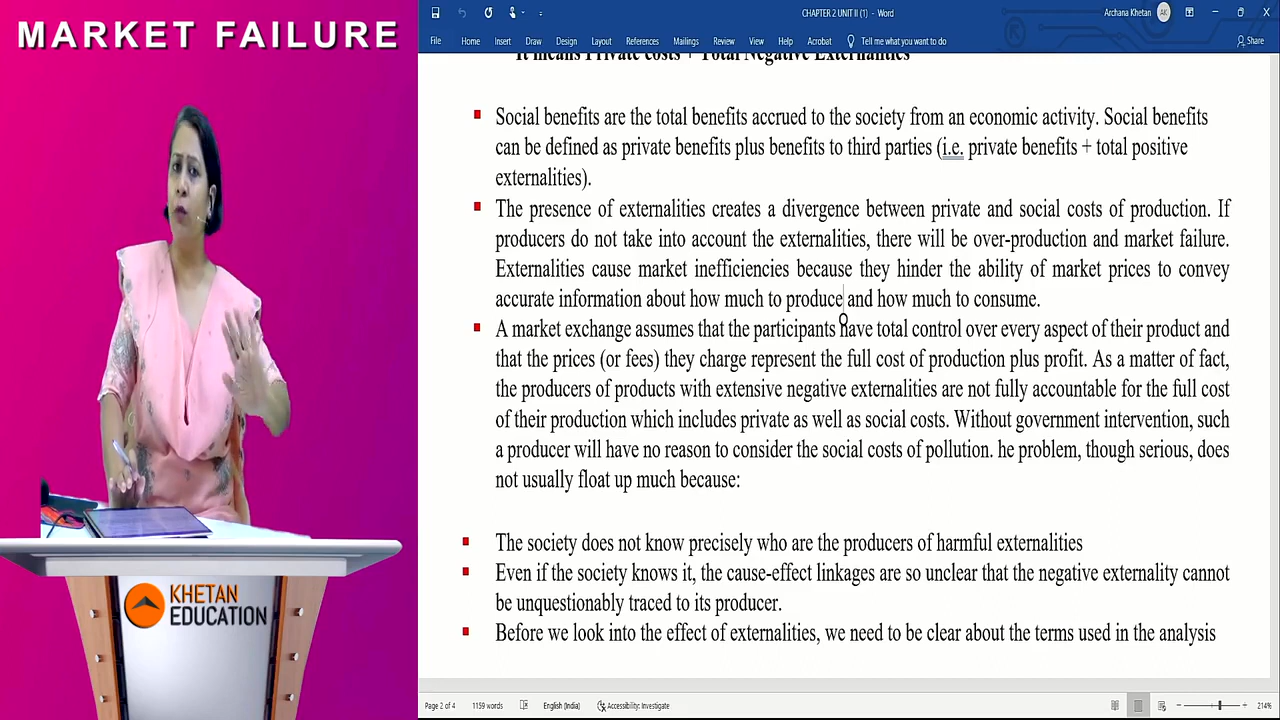 MARKET FAILURE
CHAPTER 2 UNIT II (1) - Word
Archana Khetan
AK
File Home Insert Draw Design Layout References Mailings Review View Help Acrobat Tell me what you want to do
Share
It means Private costs + Total Negative Externalities
Social benefits are the total benefits accrued to the society from an economic activity. Social benefits
can be defined as private benefits plus benefits to third parties (i.e. private benefits + total positive
externalities).
The presence of externalities creates a divergence between private and social costs of production. If
producers do not take into account the externalities, there will be over-production and market failure.
Externalities cause market inefficiencies because they hinder the ability of market prices to convey
accurate information about how much to produce and how much to consume.
A market exchange assumes that the participants have total control over every aspect of their product and
that the prices (or fees) they charge represent the full cost of production plus profit. As a matter of fact,
the producers of products with extensive negative externalities are not fully accountable for the full cost
of their production which includes private as well as social costs. Without government intervention, such
a producer will have no reason to consider the social costs of pollution. he problem, though serious, does
not usually float up much because:
The society does not know precisely who are the producers of harmful externalities
Even if the society knows it, the cause-effect linkages are so unclear that the negative externality cannot
be unquestionably traced to its producer.
Before we look into the effect of externalities, we need to be clear about the terms used in the analysis
KHETAN
EDUCATION
Page 2 of 4 1159 words English (India) Accessibility: Investigate 214%